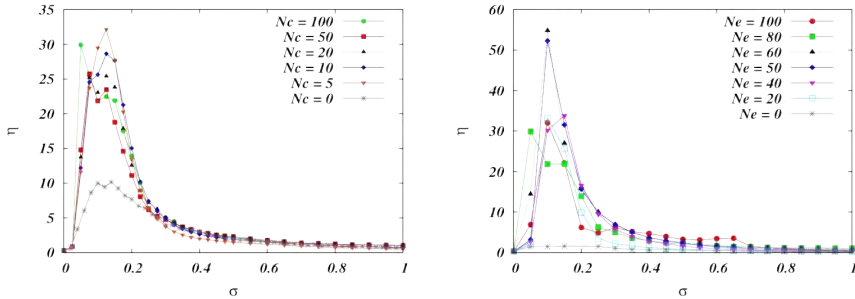 35
30
25
20
15
10
5
0
η
0 0.2 0.4 0.6 0.8 1
σ
Nc = 100
Nc = 50
Nc = 20
Nc = 10
Nc = 5
Nc = 0
60
50
40
30
20
10
0
η
0 0.2 0.4 0.6 0.8 1
σ
Ne = 100
Ne = 80
Ne = 60
Ne = 50
Ne = 40
Ne = 20
Ne = 0